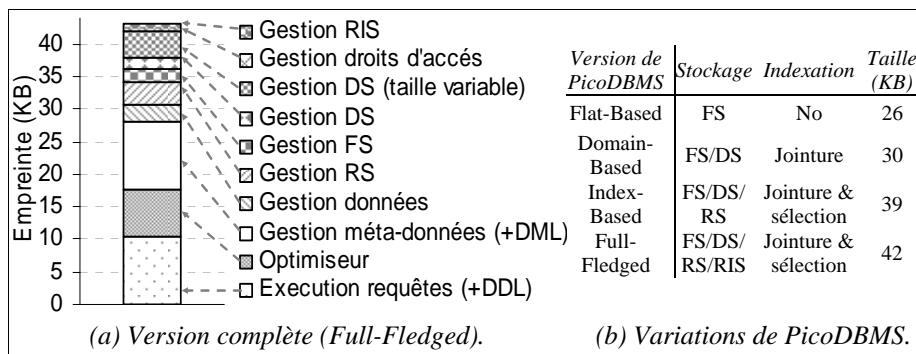 Empreinte (KB)
40
35
30
25
20
15
10
5
0
Gestion RIS
Gestion droits d'accés
Gestion DS (taille variable)
Gestion DS
Gestion FS
Gestion RS
Gestion données
Gestion méta-données (+DML)
Optimiseur
Execution requêtes (+DDL)
(a) Version complète (Full-Fledged).
Version de PicoDBMS Stockage Indexation Taille (KB)
Flat-Based FS No 26
Domain-Based FS/DS Jointure 30
Index-Based FS/DS/RS Jointure & sélection 39
Full-Fledged FS/DS/RS/RIS Jointure & sélection 42
(b) Variations de PicoDBMS.